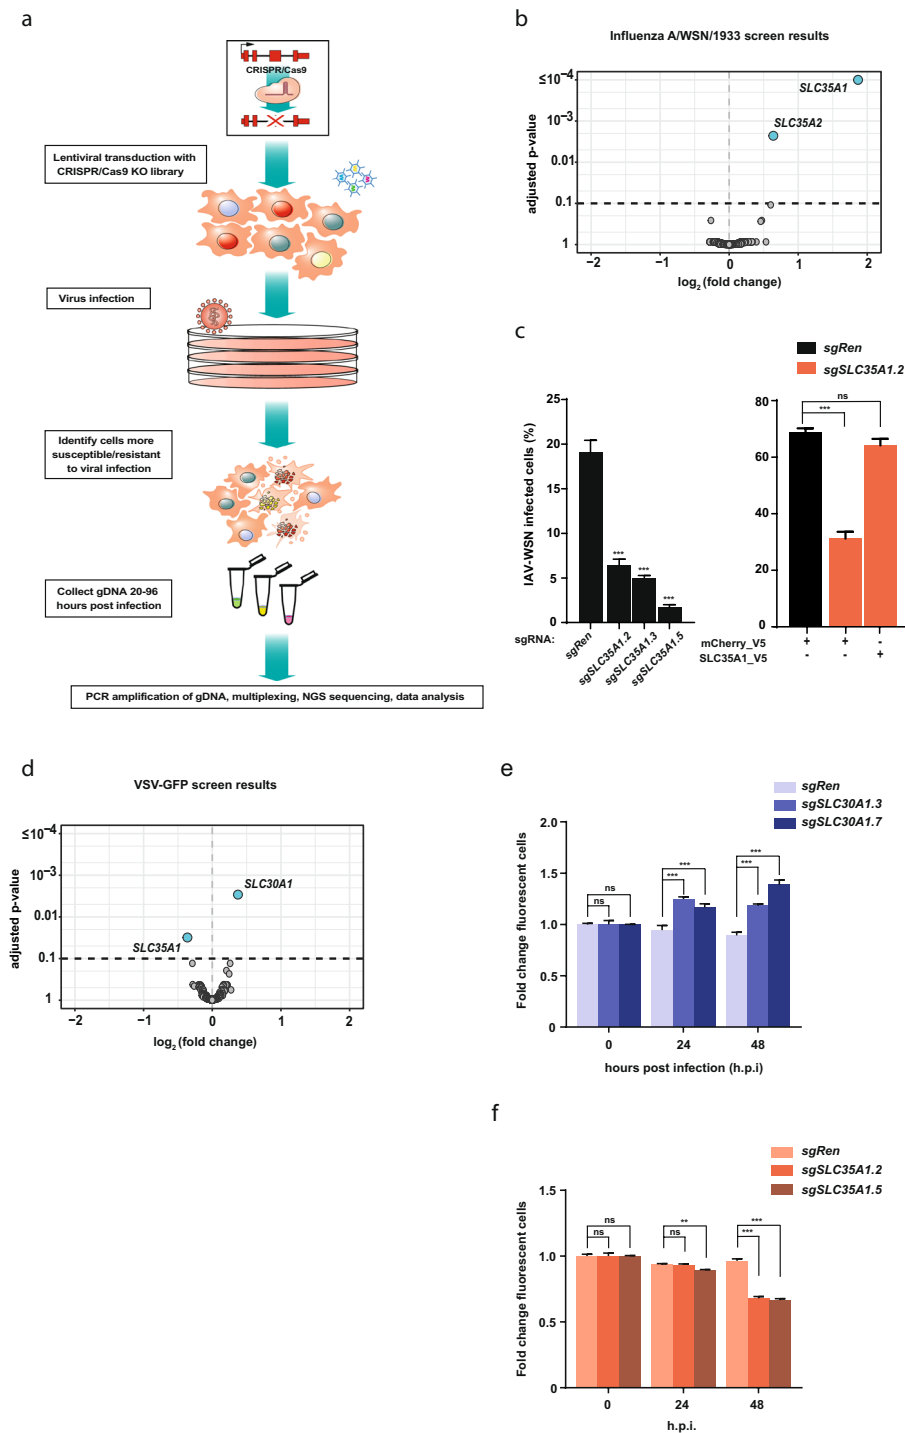 a
CRISPR/Cas9
Lentiviral transduction with
CRISPR/Cas9 KO library
Virus infection
Identify cells more
susceptible/resistant
to viral infection
Collect gDNA 20-96
hours post infection
PCR amplification of gDNA, multiplexing, NGS sequencing, data analysis
b
Influenza A/WSN/1933 screen results
adjusted p-value
≤10−4
10−3
0.01
0.1
1
SLC35A1
SLC35A2
−2
−1
0
1
2
log2 (fold change)
c
sgRen
sgSLC35A1.2
IAV-WSN infected cells (%)
25
20
15
10
5
0
***
***
***
sgRNA:
sgRen
sgSLC35A1.2
sgSLC35A1.3
sgSLC35A1.5
80
60
40
20
0
ns
***
mCherry_V5 + + -
SLC35A1_V5 - - +
d
VSV-GFP screen results
adjusted p-value
≤10−4
10−3
0.01
0.1
1
SLC30A1
SLC35A1
−2
−1
0
1
2
log2 (fold change)
e
sgRen
sgSLC30A1.3
sgSLC30A1.7
Fold change fluorescent cells
2.0
1.5
1.0
0.5
0
ns
ns
***
***
***
***
0
24
48
hours post infection (h.p.i)
f
sgRen
sgSLC35A1.2
sgSLC35A1.5
Fold change fluorescent cells
1.5
1.0
0.5
0
ns
ns
**
ns
***
***
0
24
48
h.p.i.